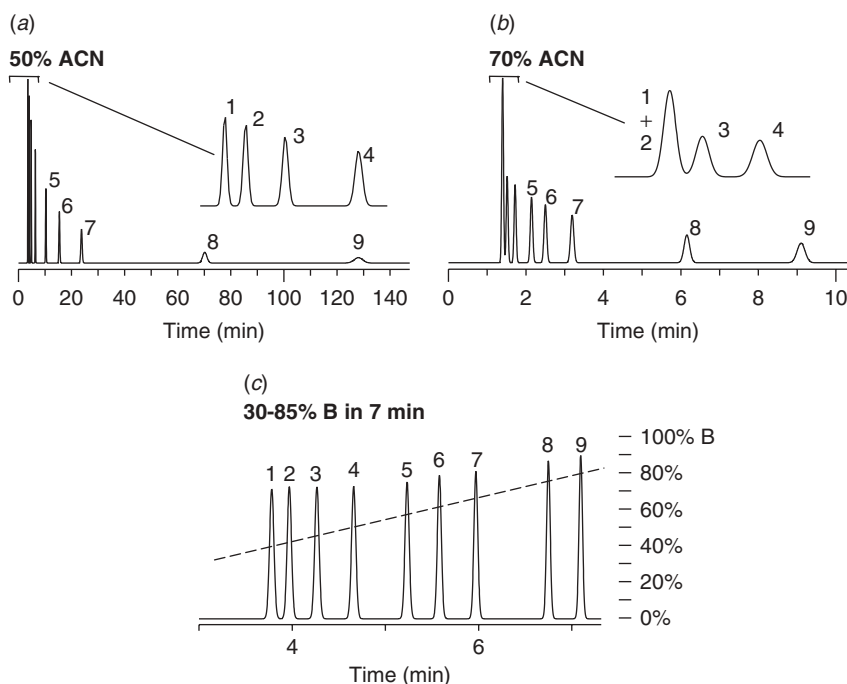 (a)
50% ACN
1
2
3
4
5
6
7
8
9
0 20 40 60 80 100 120 140
Time (min)
(b)
70% ACN
1
+
2
3
4
5
6
7
8
9
0 2 4 6 8 10
Time (min)
(c)
30-85% B in 7 min
1 2 3 4 5 6 7 8 9
100% B
80%
60%
40%
20%
0%
4 6
Time (min)